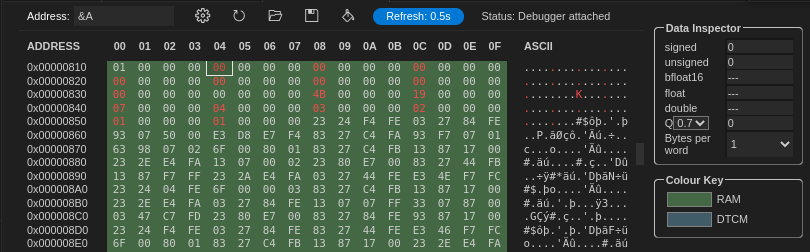 Address: &A Refresh: 0.5s Status: Debugger attached
ADDRESS 00 01 02 03 04 05 06 07 08 09 0A 0B 0C 0D 0E 0F ASCII
0x00000810 01 00 00 00 00 00 00 00 00 00 00 00 00 00 00 00 ................
0x00000820 00 00 00 00 00 00 00 00 00 00 00 00 00 00 00 00 ................
0x00000830 00 00 00 00 00 00 00 00 4B 00 00 00 19 00 00 00 ........K.......
0x00000840 07 00 00 00 04 00 00 00 03 00 00 00 02 00 00 00 ................
0x00000850 01 00 00 00 01 00 00 00 23 24 F4 FE 03 27 84 FE ........#$ôþ.'.þ
0x00000860 93 07 50 00 E3 D8 E7 F4 83 27 C4 FA 93 F7 07 01 ..P.ãØçô.'Äú.÷..
0x00000870 63 98 07 02 6F 00 80 01 83 27 C4 FB 13 87 17 00 c...o....'Äû....
0x00000880 23 2E E4 FA 13 07 00 02 23 80 E7 00 83 27 44 FB #.äú....#.ç..'Dû
0x00000890 13 87 F7 FF 23 2A E4 FA 03 27 44 FE E3 4E F7 FC ..÷ÿ#*äú.'DþãN÷ü
0x000008A0 23 24 04 FE 6F 00 00 03 83 27 C4 FB 13 87 17 00 #$.þo....'Äû....
0x000008B0 23 2E E4 FA 03 27 84 FE 13 07 07 FF 33 07 87 00 #.äú.'.þ...ÿ3...
0x000008C0 03 47 C7 FD 23 80 E7 00 83 27 84 FE 93 87 17 00 .GÇý#.ç..'.þ....
0x000008D0 23 24 F4 FE 03 27 84 FE 83 27 44 FE E3 46 F7 FC #$ôþ.'.þ.'DþãF÷ü
0x000008E0 6F 00 80 01 83 27 C4 FB 13 87 17 00 23 2E E4 FA o....'Äû....#.äú
Data Inspector
signed 0
unsigned 0
bfloat16 ---
float ---
double ---
Q 0.7 0
Bytes per word 1
Colour Key
RAM
DTCM